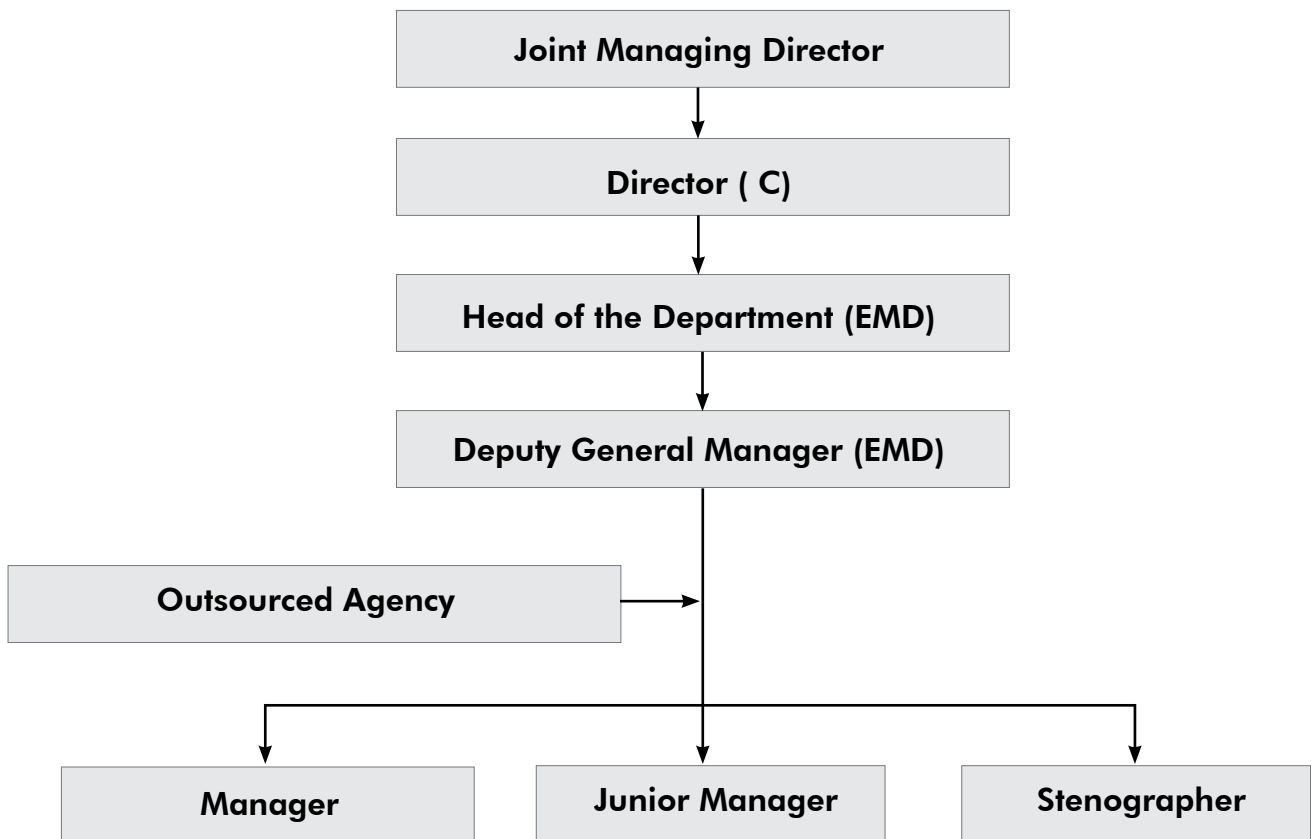 Joint Managing Director
Director ( C)
Head of the Department (EMD)
Deputy General Manager (EMD)
Outsourced Agency
Manager
Junior Manager
Stenographer